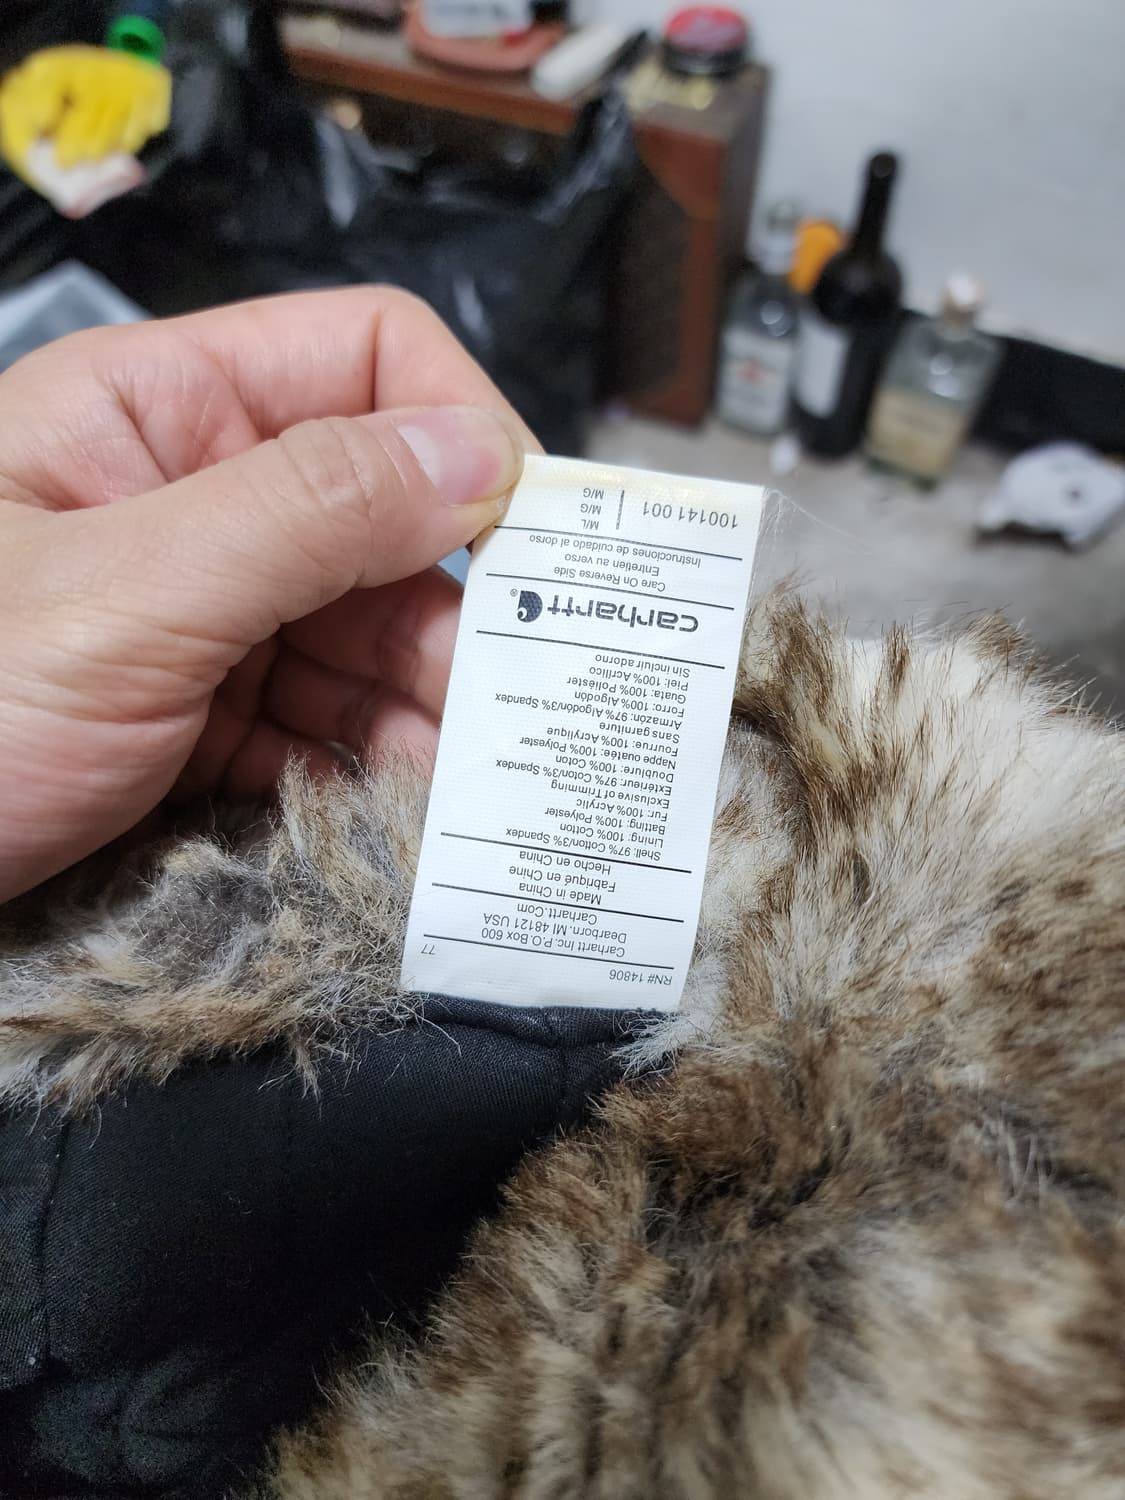 RN# 14806 77
Carhartt Inc. P.O.Box 600
Dearborn. MI 48121 USA
Carhartt.Com
Made in China
Fabriqué en Chine
Hecho en China
Shell: 97% Cotton/3% Spandex
Lining: 100% Cotton
Batting: 100% Polyester
Fur: 100% Acrylic
Exclusive of Trimming
Extérieur: 97% Coton/3% Spandex
Doublure: 100% Coton
Nappe ouatée: 100% Polyester
Fourrue: 100% Acrylique
Sans garniture
Armazón: 97% Algodón/3% Spandex
Forro: 100% Algodón
Guata: 100% Poliéster
Piel: 100% Acrílico
Sin incluir adorno
carhartt®
Care On Reverse Side
Entretien au verso
Instrucciones de cuidado al dorso
100141 001
M/L
M/G
M/G